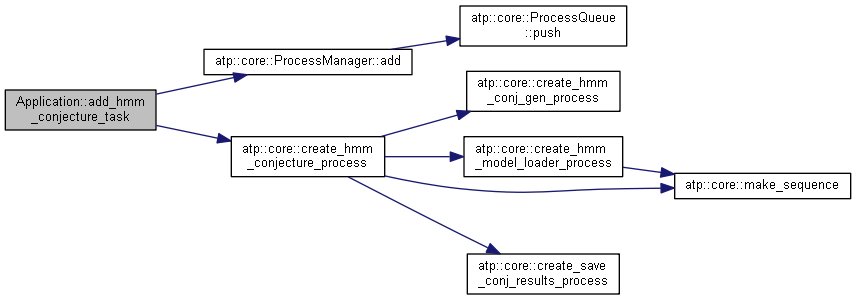 Application::add_hmm
_conjecture_task
atp::core::ProcessManager::add
atp::core::ProcessQueue
::push
atp::core::create_hmm
_conjecture_process
atp::core::create_hmm
_conj_gen_process
atp::core::create_hmm
_model_loader_process
atp::core::make_sequence
atp::core::create_save
_conj_results_process